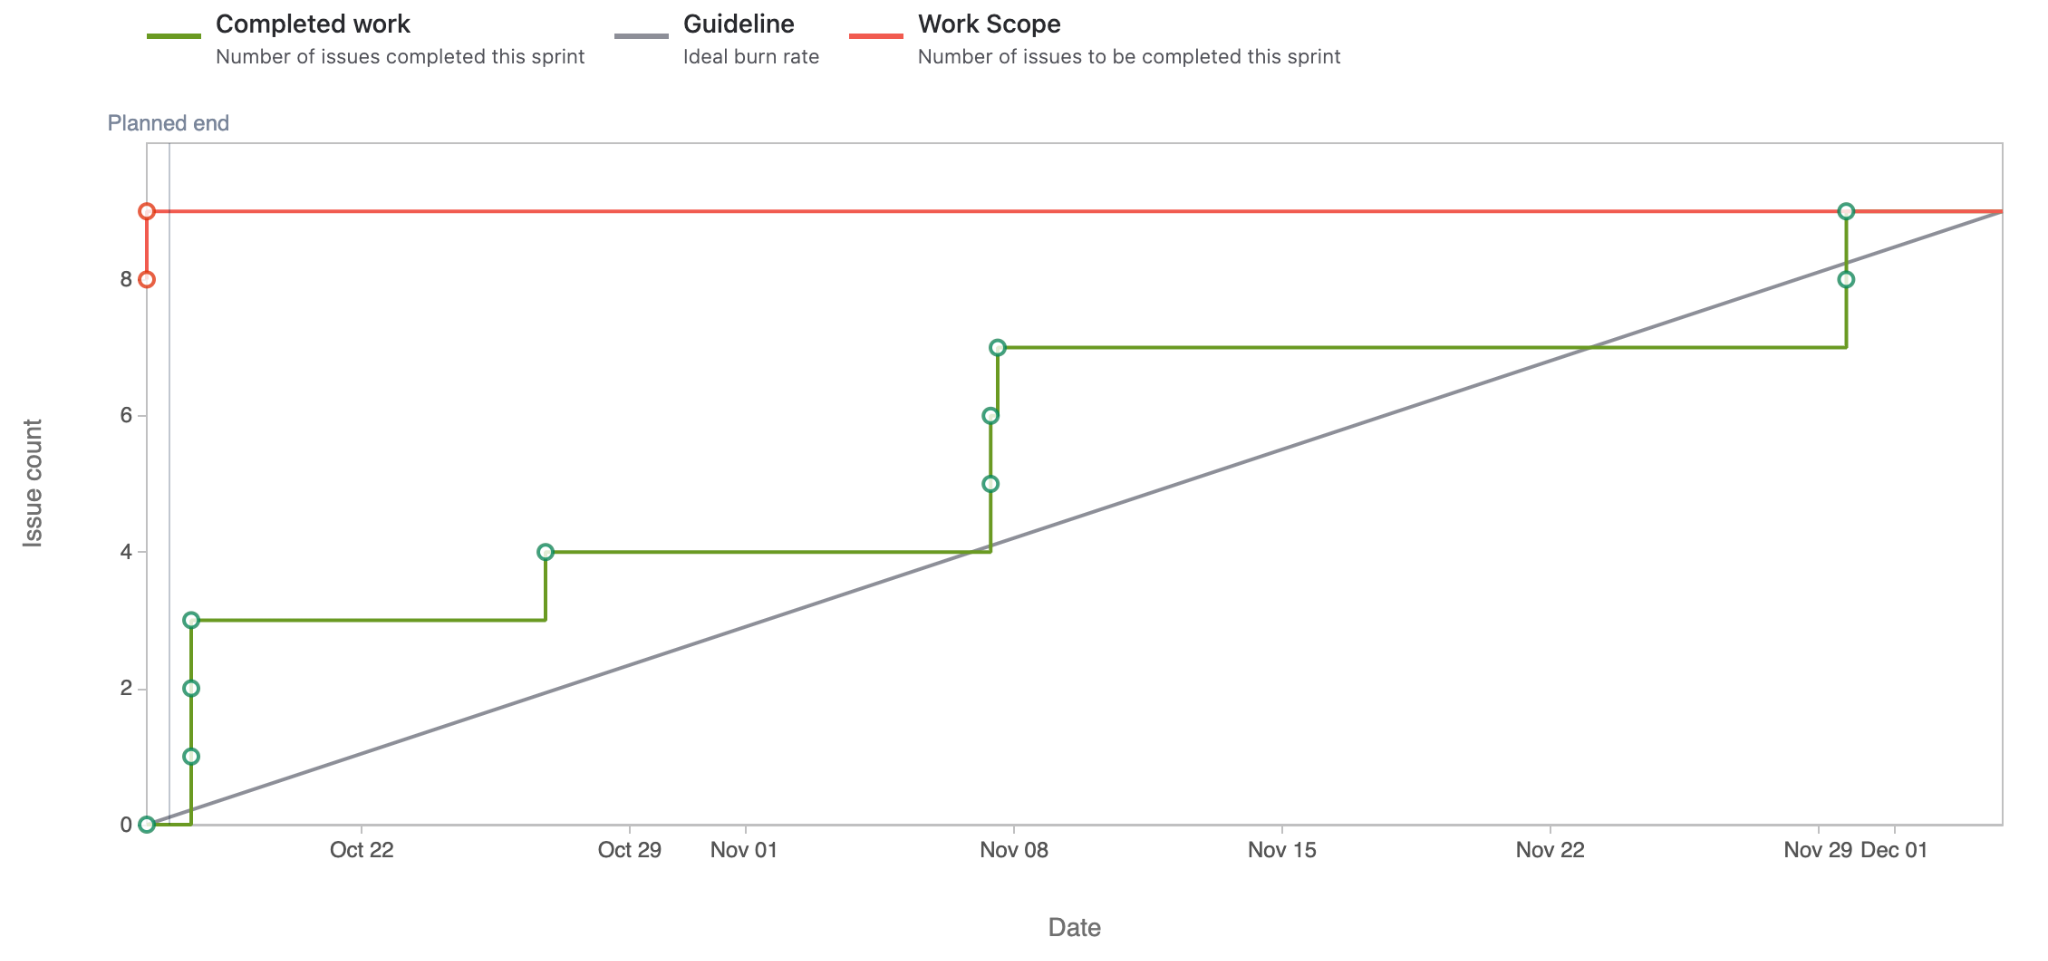 Completed work
Number of issues completed this sprint
Guideline
Ideal burn rate
Work Scope
Number of issues to be completed this sprint
Planned end
8
6
4
2
0
Issue count
Oct 22
Oct 29
Nov 01
Nov 08
Nov 15
Nov 22
Nov 29
Dec 01
Date